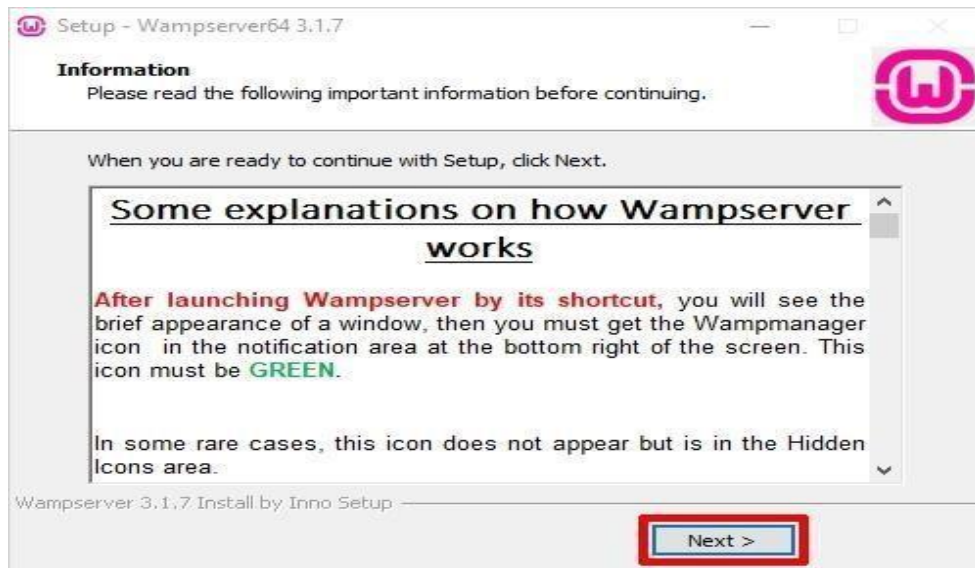 Setup - Wampserver64 3.1.7
Information
Please read the following important information before continuing.
When you are ready to continue with Setup, click Next.
Some explanations on how Wampserver
works
After launching Wampserver by its shortcut, you will see the
brief appearance of a window, then you must get the Wampmanager
icon in the notification area at the bottom right of the screen. This
icon must be GREEN.
In some rare cases, this icon does not appear but is in the Hidden
Icons area.
Wampserver 3.1.7 Install by Inno Setup
Next >